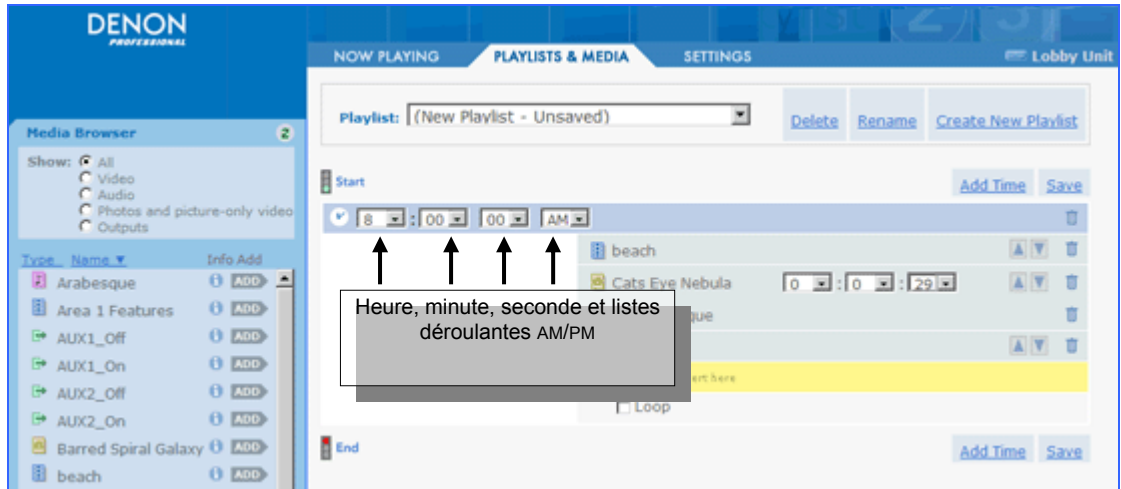 DENON
PROFESSIONAL
NOW PLAYING
PLAYLISTS & MEDIA
SETTINGS
Lobby Unit
Playlist: (New Playlist - Unsaved)
Delete Rename Create New Playlist
Media Browser 2
Show: All
Video
Audio
Photos and picture-only video
Outputs
Type Name Info Add
Arabesque ADD
Area 1 Features ADD
AUX1_Off ADD
AUX1_On ADD
AUX2_Off ADD
AUX2_On ADD
Barred Spiral Galaxy ADD
beach ADD
Start
Add Time Save
8 : 00 00 AM
beach
Cats Eye Nebula 0 : 0 : 29
que
Heure, minute, seconde et listes
déroulantes AM/PM
ert here
Loop
End
Add Time Save